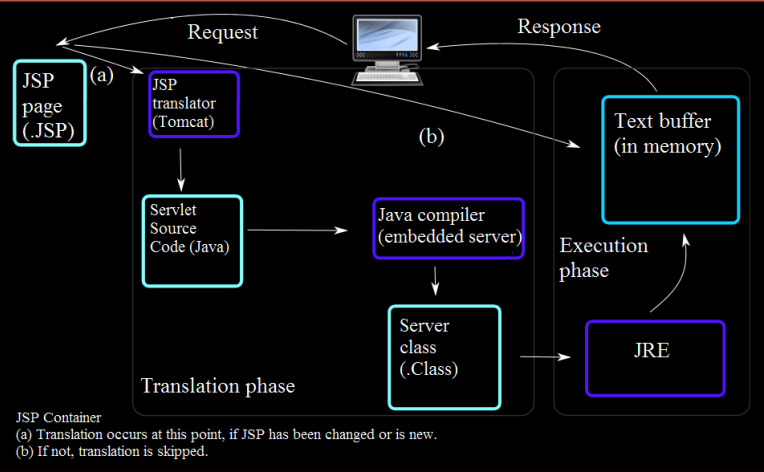 Request
Response
JSP
page
(.JSP)
(a)
JSP
translator
(Tomcat)
(b)
Text buffer
(in memory)
Servlet
Source
Code (Java)
Java compiler
(embedded server)
Execution
phase
Server
class
(.Class)
JRE
Translation phase
JSP Container
(a) Translation occurs at this point, if JSP has been changed or is new.
(b) If not, translation is skipped.